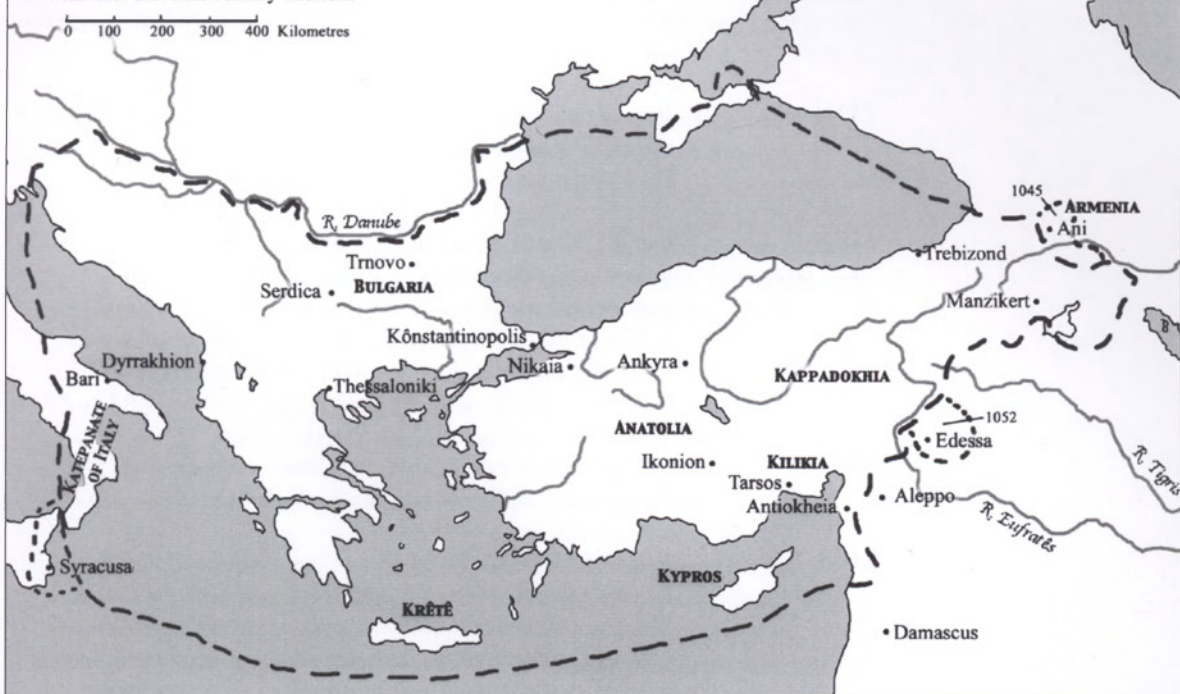 0 100 200 300 400 Kilometres
1045
ARMENIA
Ani
R. Danube
Trnovo
Trebizond
BULGARIA
Serdica
Manzikert
Kônstantinopolis
Dyrrakhion
Nikaia
Ankyra
Bari
Thessaloniki
KAPPADOKHIA
KATEPANATE
OF ITALY
1052
ANATOLIA
Edessa
Ikonion
KILIKIA
R. Tigris
Tarsos
Aleppo
Antiokheia
R. Eufratês
Syracusa
KYPROS
KRÊTÊ
Damascus